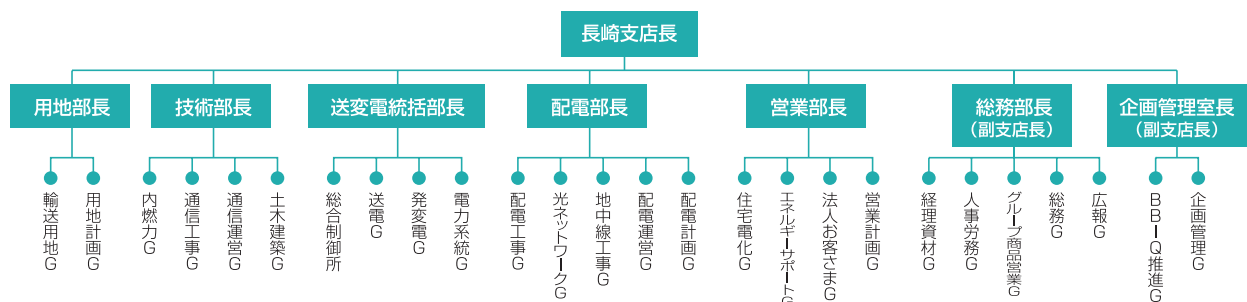 長崎支店長
用地部長
技術部長
送変電統括部長
配電部長
営業部長
総務部長
（副支店長）
企画管理室長
（副支店長）
輸送用地G
用地計画G
内燃力G
通信工事G
通信運営G
土木建築G
総合制御所
送電G
発変電G
電力系統G
配電工事G
光ネットワークG
地中線工事G
配電運営G
配電計画G
住宅電化G
エネルギーサポートG
法人お客さまG
営業計画G
経理資材G
人事労務G
グループ商品営業G
総務G
広報G
BBIQ推進G
企画管理G